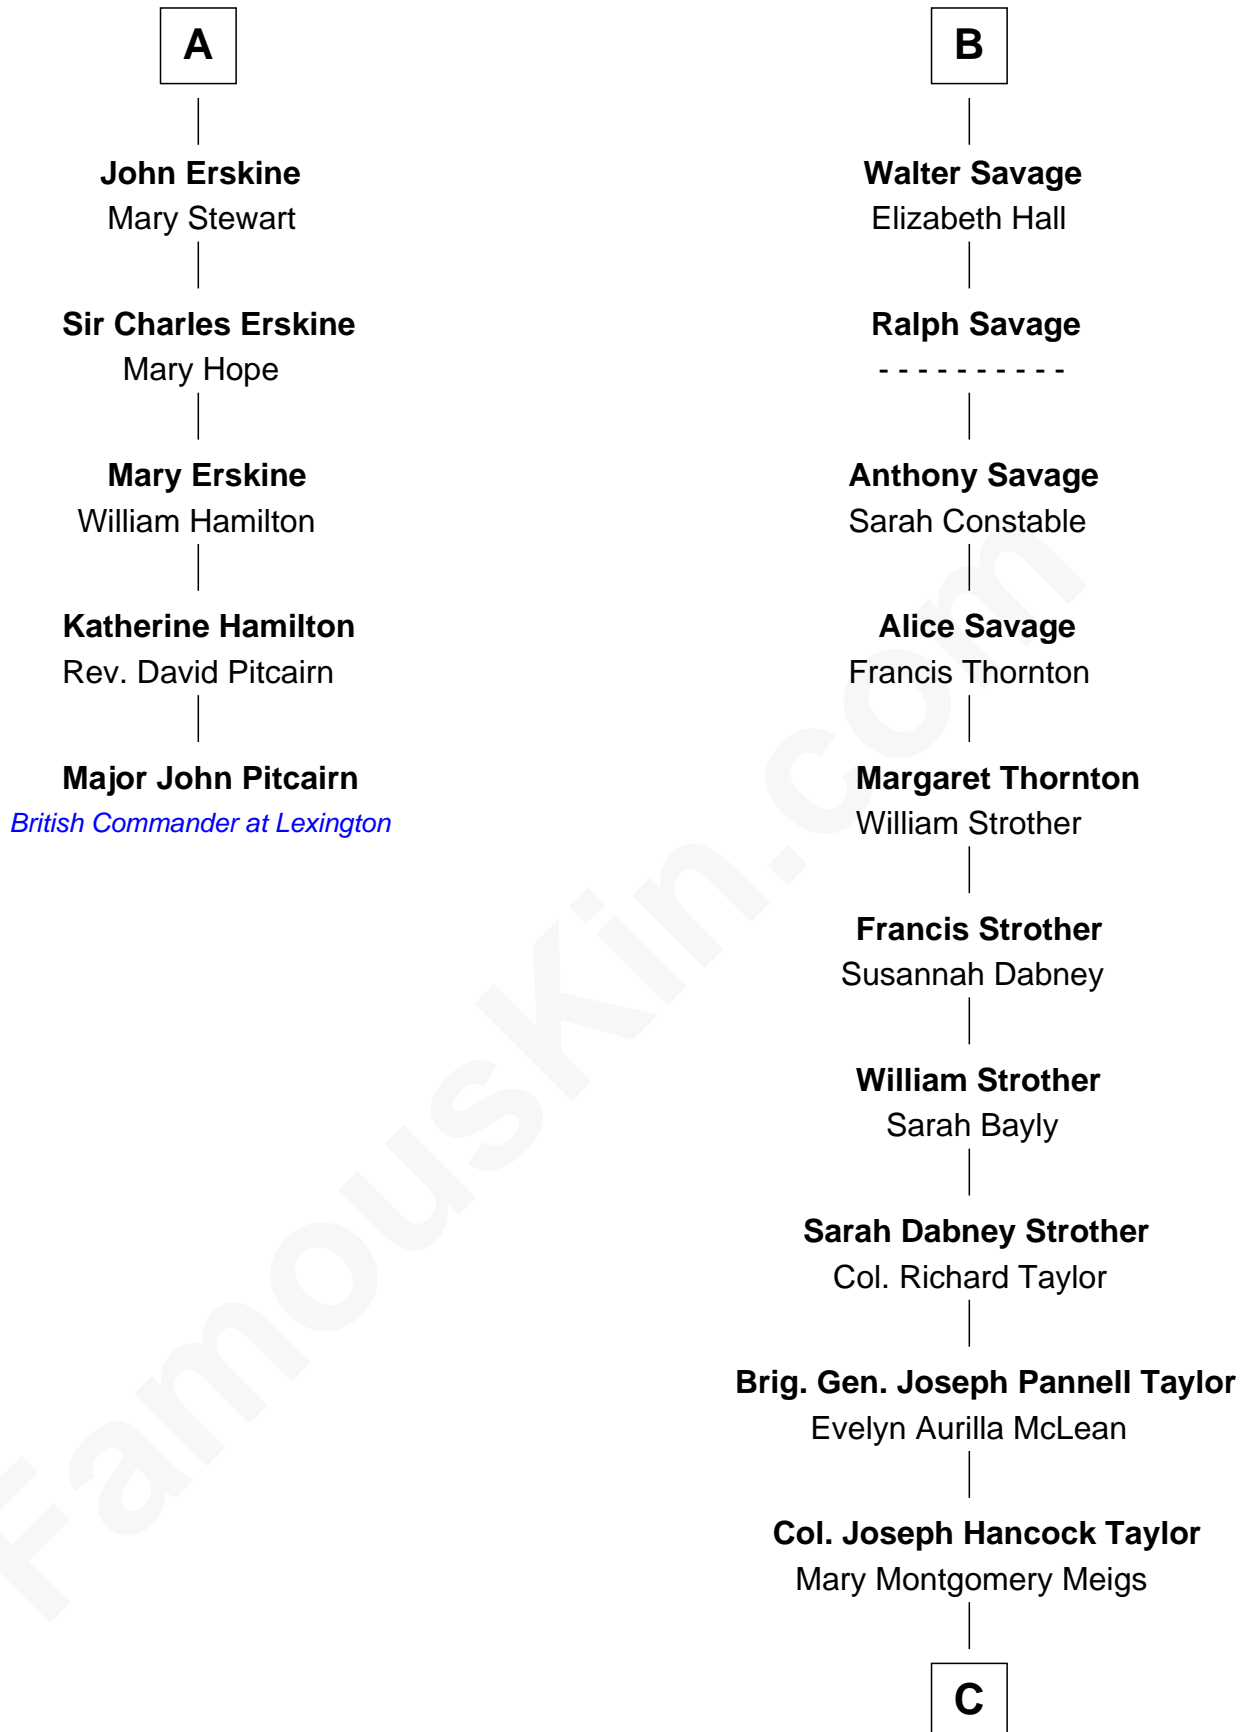 A
John Erskine
Mary Stewart
Sir Charles Erskine
Mary Hope
Mary Erskine
William Hamilton
Katherine Hamilton
Rev. David Pitcairn
Major John Pitcairn
British Commander at Lexington
B
Walter Savage
Elizabeth Hall
Ralph Savage
- - - - - - - - - -
Anthony Savage
Sarah Constable
Alice Savage
Francis Thornton
Margaret Thornton
William Strother
Francis Strother
Susannah Dabney
William Strother
Sarah Bayly
Sarah Dabney Strother
Col. Richard Taylor
Brig. Gen. Joseph Pannell Taylor
Evelyn Aurilla McLean
Col. Joseph Hancock Taylor
Mary Montgomery Meigs
C
FamousKin.com